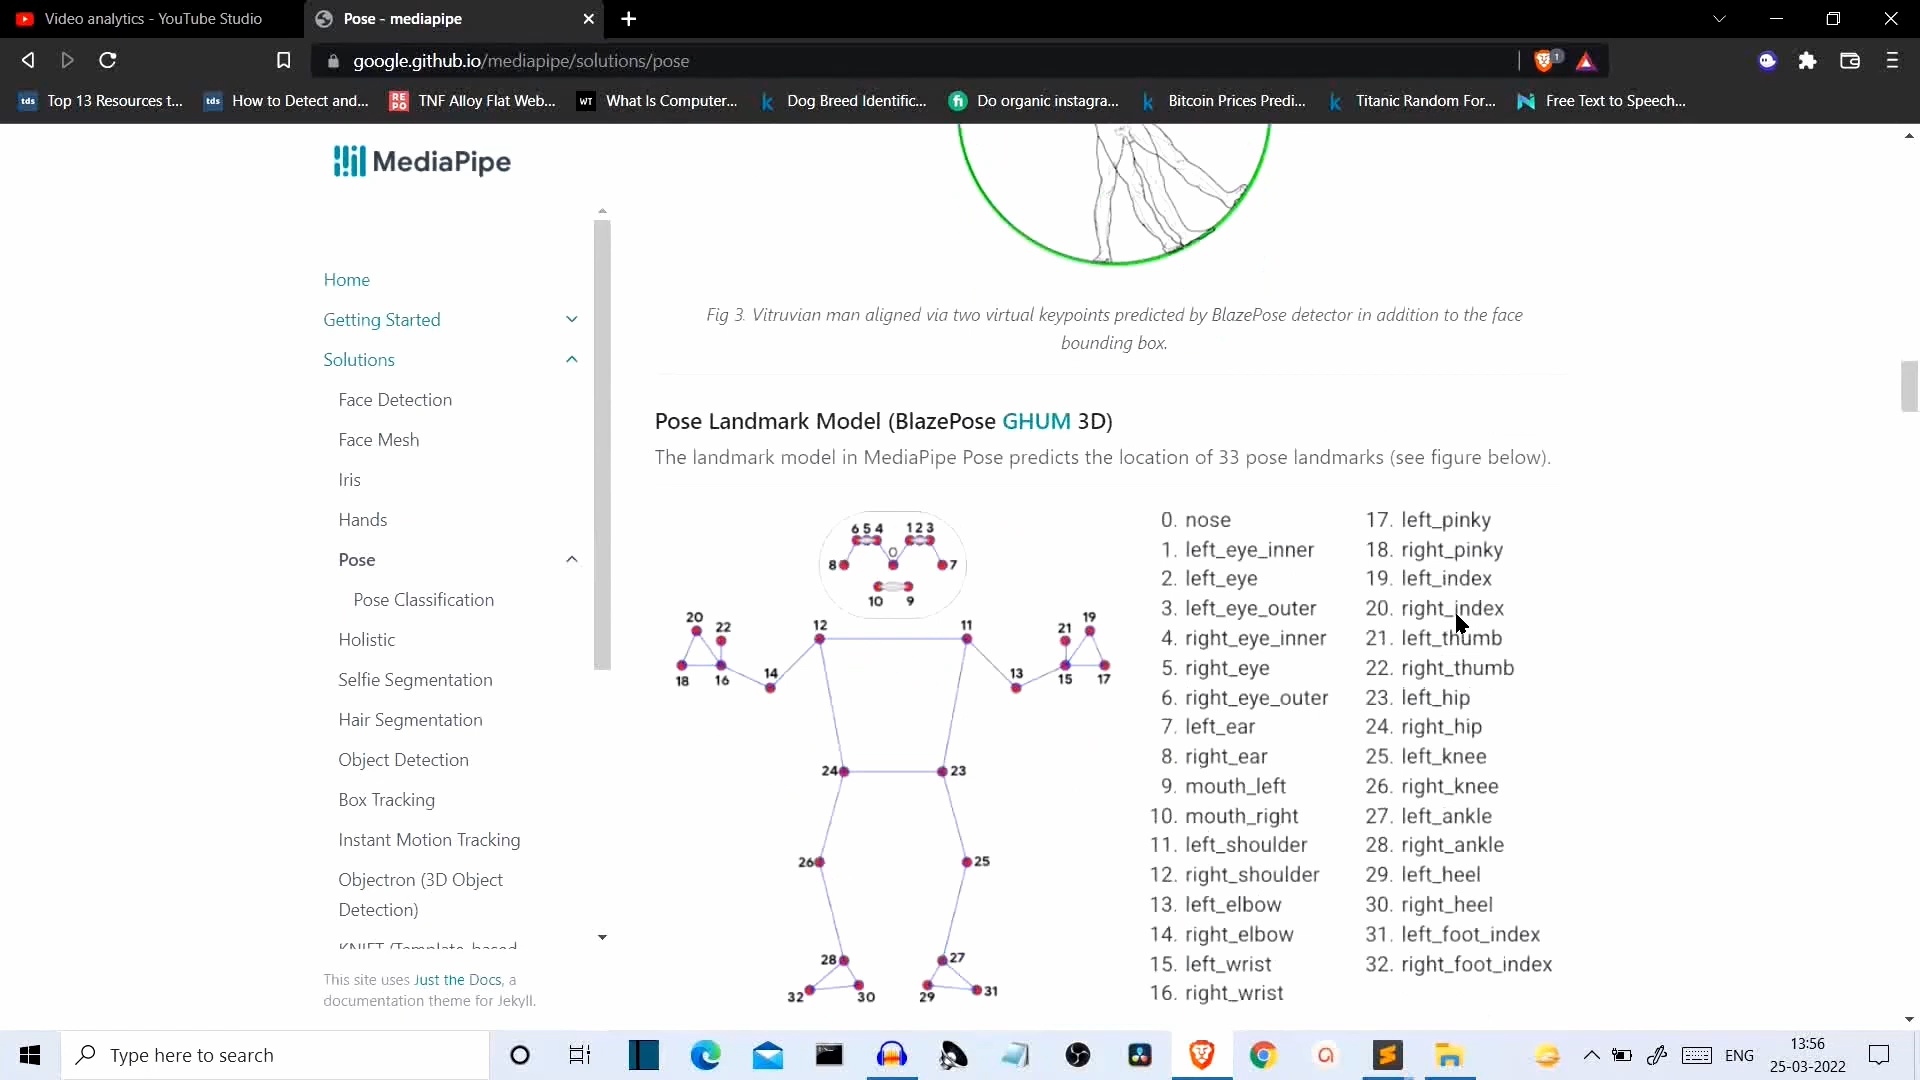 Video analytics - YouTube Studio
Pose - mediapipe
google.github.io/mediapipe/solutions/pose
1
tds Top 13 Resources t...
tds How to Detect and...
RE PO TNF Alloy Flat Web...
WT What Is Computer...
k Dog Breed Identific...
fi Do organic instagra...
k Bitcoin Prices Predi...
k Titanic Random For...
Free Text to Speech...
MediaPipe
Home
Getting Started
Solutions
Face Detection
Face Mesh
Iris
Hands
Pose
Pose Classification
Holistic
Selfie Segmentation
Hair Segmentation
Object Detection
Box Tracking
Instant Motion Tracking
Objectron (3D Object
Detection)
KNIFT (Template-based
This site uses Just the Docs, a
documentation theme for Jekyll.
Fig 3. Vitruvian man aligned via two virtual keypoints predicted by BlazePose detector in addition to the face
bounding box.
Pose Landmark Model (BlazePose GHUM 3D)
The landmark model in MediaPipe Pose predicts the location of 33 pose landmarks (see figure below).
6 5 4 1 2 3
0
8 7
10 9
20 22 12 11 21 19
18 16 14 13 15 17
24 23
26 25
28 27
32 30 29 31
0. nose
1. left_eye_inner
2. left_eye
3. left_eye_outer
4. right_eye_inner
5. right_eye
6. right_eye_outer
7. left_ear
8. right_ear
9. mouth_left
10. mouth_right
11. left_shoulder
12. right_shoulder
13. left_elbow
14. right_elbow
15. left_wrist
16. right_wrist
17. left_pinky
18. right_pinky
19. left_index
20. right_index
21. left_thumb
22. right_thumb
23. left_hip
24. right_hip
25. left_knee
26. right_knee
27. left_ankle
28. right_ankle
29. left_heel
30. right_heel
31. left_foot_index
32. right_foot_index
Type here to search
ENG
13:56
25-03-2022